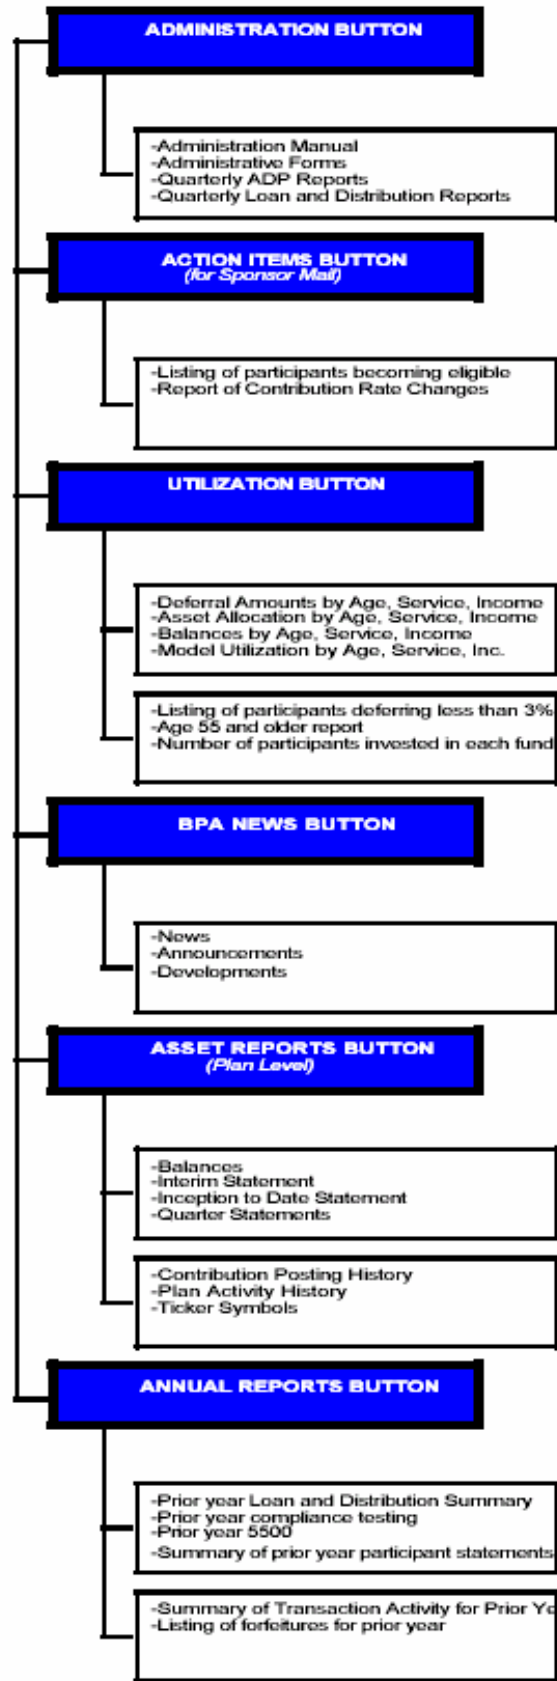 ADMINISTRATION BUTTON
-Administration Manual
-Administrative Forms
-Quarterly ADP Reports
-Quarterly Loan and Distribution Reports
ACTION ITEMS BUTTON
(for Sponsor Mail)
-Listing of participants becoming eligible
-Report of Contribution Rate Changes
UTILIZATION BUTTON
-Deferral Amounts by Age, Service, Income
-Asset Allocation by Age, Service, Income
-Balances by Age, Service, Income
-Model Utilization by Age, Service, Inc.
-Listing of participants deferring less than 3%
-Age 55 and older report
-Number of participants invested in each fund
BPA NEWS BUTTON
-News
-Announcements
-Developments
ASSET REPORTS BUTTON
(Plan Level)
-Balances
-Interim Statement
-Inception to Date Statement
-Quarter Statements
-Contribution Posting History
-Plan Activity History
-Ticker Symbols
ANNUAL REPORTS BUTTON
-Prior year Loan and Distribution Summary
-Prior year compliance testing
-Prior year 5500
-Summary of prior year participant statements
-Summary of Transaction Activity for Prior
-Listing of forfeitures for prior year